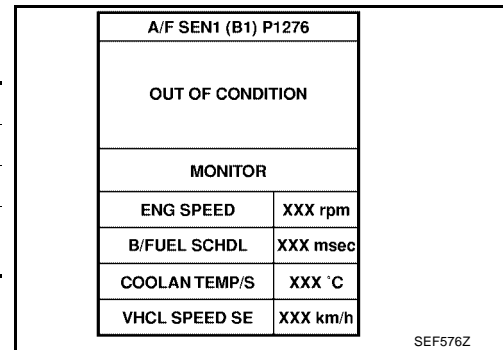 A/F SEN1 (B1) P1276
OUT OF CONDITION
MONITOR
ENG SPEED XXX rpm
B/FUEL SCHDL XXX msec
COOLAN TEMP/S XXX °C
VHCL SPEED SE XXX km/h
SEF576Z